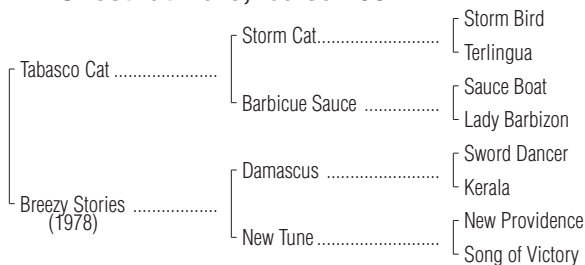 Storm Bird
Storm Cat
Terlingua
Tabasco Cat
Sauce Boat
Barbicue Sauce
Lady Barbizon
Sword Dancer
Damascus
Kerala
Breezy Stories
(1978)
New Providence
New Tune
Song of Victory